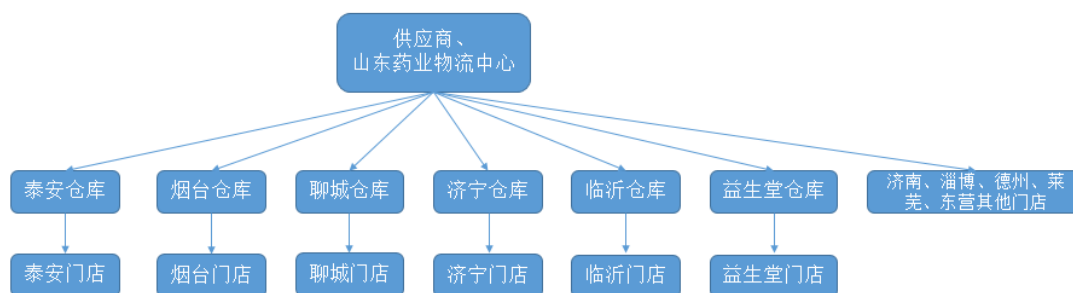 供应商、
山东药业物流中心
泰安仓库
烟台仓库
聊城仓库
济宁仓库
临沂仓库
益生堂仓库
济南、淄博、德州、莱
芜、东营其他门店
泰安门店
烟台门店
聊城门店
济宁门店
临沂门店
益生堂门店